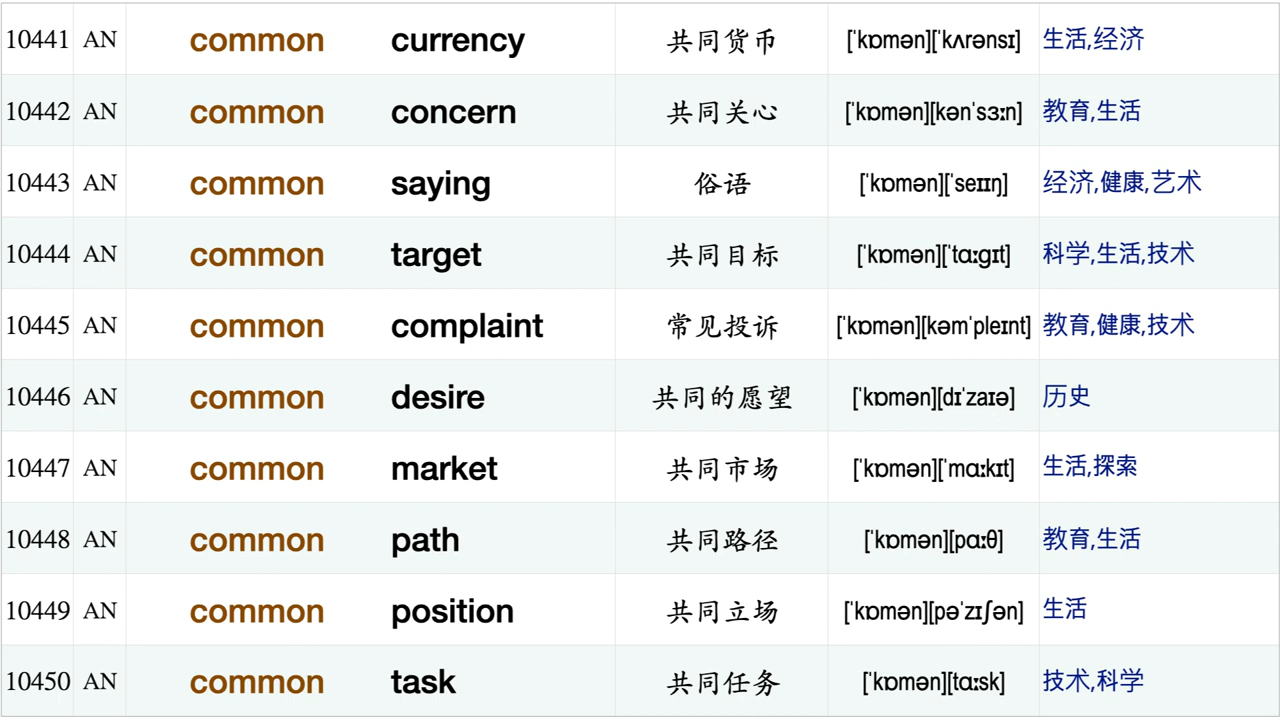 10441 AN common currency 共同货币 [ˈkɒmən][ˈkʌrənsɪ] 生活,经济
10442 AN common concern 共同关心 [ˈkɒmən][kənˈsɜːn] 教育,生活
10443 AN common saying 俗语 [ˈkɒmən][ˈseɪɪŋ] 经济,健康,艺术
10444 AN common target 共同目标 [ˈkɒmən][ˈtɑːgɪt] 科学,生活,技术
10445 AN common complaint 常见投诉 [ˈkɒmən][kəmˈpleɪnt] 教育,健康,技术
10446 AN common desire 共同的愿望 [ˈkɒmən][dɪˈzaɪə] 历史
10447 AN common market 共同市场 [ˈkɒmən][ˈmɑːkɪt] 生活,探索
10448 AN common path 共同路径 [ˈkɒmən][pɑːθ] 教育,生活
10449 AN common position 共同立场 [ˈkɒmən][pəˈzɪʃən] 生活
10450 AN common task 共同任务 [ˈkɒmən][tɑːsk] 技术,科学